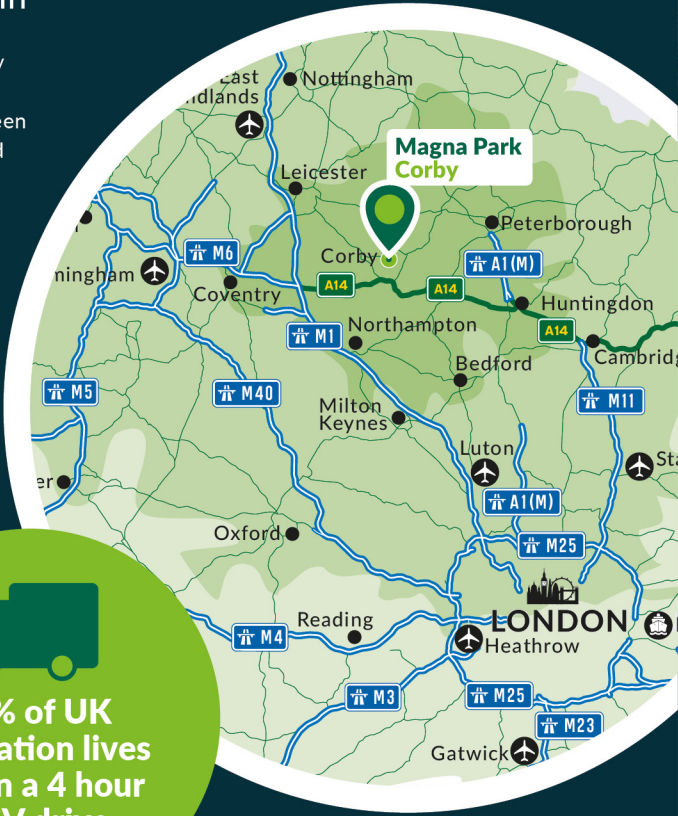 Nottingham
Magna Park
Corby
Leicester
Peterborough
M6
Corby
A1(M)
A14
A14
Coventry
Huntingdon
M1
Northampton
A14
Bedford
M5
M40
M11
Milton
Keynes
Luton
A1(M)
Oxford
M25
LONDON
Reading
M4
Heathrow
M3
M25
M23
Gatwick
% of UK
lives
a 4 hour